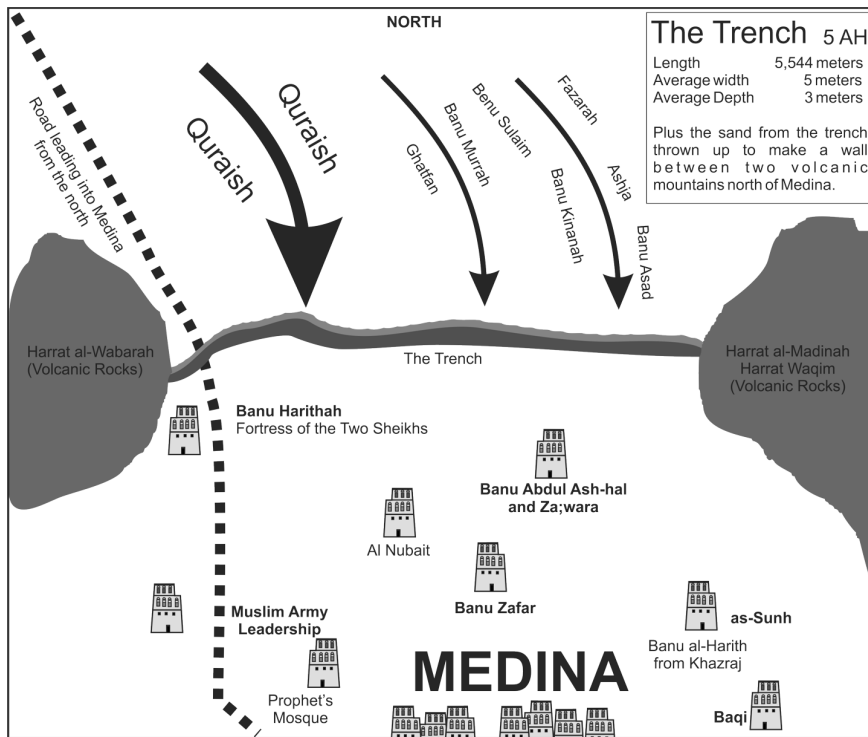 NORTH
The Trench 5 AH
Length 5,544 meters
Average width 5 meters
Average Depth 3 meters
Plus the sand from the trench
thrown up to make a wall
between two volcanic
mountains north of Medina.
Road leading into Medina
from the north
Quraish
Quraish
Ghatfan
Banu Murrah
Benu Sulaim
Fazarah
Banu Kinanah
Ashja
Banu Asad
Harrat al-Wabarah
(Volcanic Rocks)
The Trench
Harrat al-Madinah
Harrat Waqim
(Volcanic Rocks)
Banu Harithah
Fortress of the Two Sheikhs
Banu Abdul Ash-hal
and Za;wara
Al Nubait
Banu Zafar
Muslim Army
Leadership
as-Sunh
Banu al-Harith
from Khazraj
Prophet's
Mosque
MEDINA
Baqi